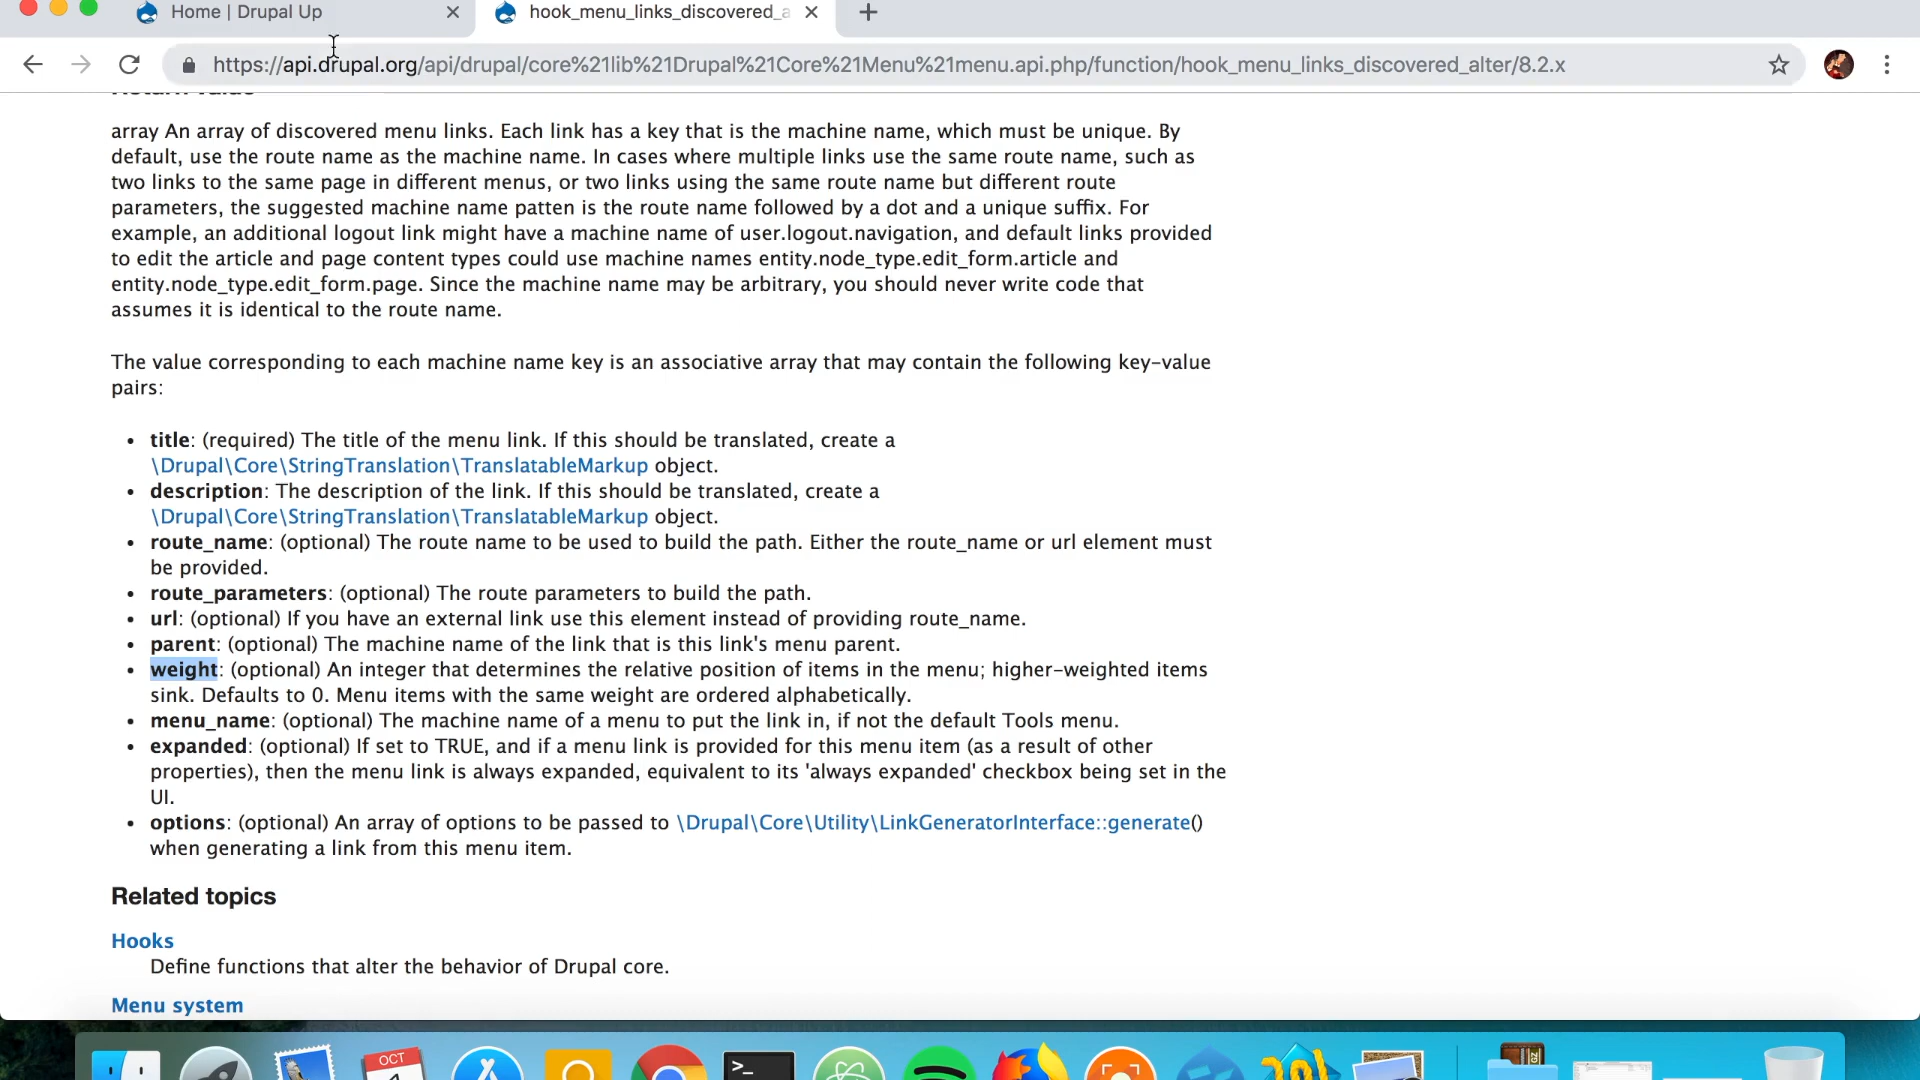 Home | Drupal Up
hook_menu_links_discovered_a
https://api.drupal.org/api/drupal/core%21lib%21Drupal%21Core%21Menu%21menu.api.php/function/hook_menu_links_discovered_alter/8.2.x
Return value
array An array of discovered menu links. Each link has a key that is the machine name, which must be unique. By
default, use the route name as the machine name. In cases where multiple links use the same route name, such as
two links to the same page in different menus, or two links using the same route name but different route
parameters, the suggested machine name patten is the route name followed by a dot and a unique suffix. For
example, an additional logout link might have a machine name of user.logout.navigation, and default links provided
to edit the article and page content types could use machine names entity.node_type.edit_form.article and
entity.node_type.edit_form.page. Since the machine name may be arbitrary, you should never write code that
assumes it is identical to the route name.
The value corresponding to each machine name key is an associative array that may contain the following key-value
pairs:
• title: (required) The title of the menu link. If this should be translated, create a
\Drupal\Core\StringTranslation\TranslatableMarkup object.
• description: The description of the link. If this should be translated, create a
\Drupal\Core\StringTranslation\TranslatableMarkup object.
• route_name: (optional) The route name to be used to build the path. Either the route_name or url element must
be provided.
• route_parameters: (optional) The route parameters to build the path.
• url: (optional) If you have an external link use this element instead of providing route_name.
• parent: (optional) The machine name of the link that is this link's menu parent.
• weight: (optional) An integer that determines the relative position of items in the menu; higher-weighted items
sink. Defaults to 0. Menu items with the same weight are ordered alphabetically.
• menu_name: (optional) The machine name of a menu to put the link in, if not the default Tools menu.
• expanded: (optional) If set to TRUE, and if a menu link is provided for this menu item (as a result of other
properties), then the menu link is always expanded, equivalent to its 'always expanded' checkbox being set in the
UI.
• options: (optional) An array of options to be passed to \Drupal\Core\Utility\LinkGeneratorInterface::generate()
when generating a link from this menu item.
Related topics
Hooks
Define functions that alter the behavior of Drupal core.
Menu system
OCT
>_